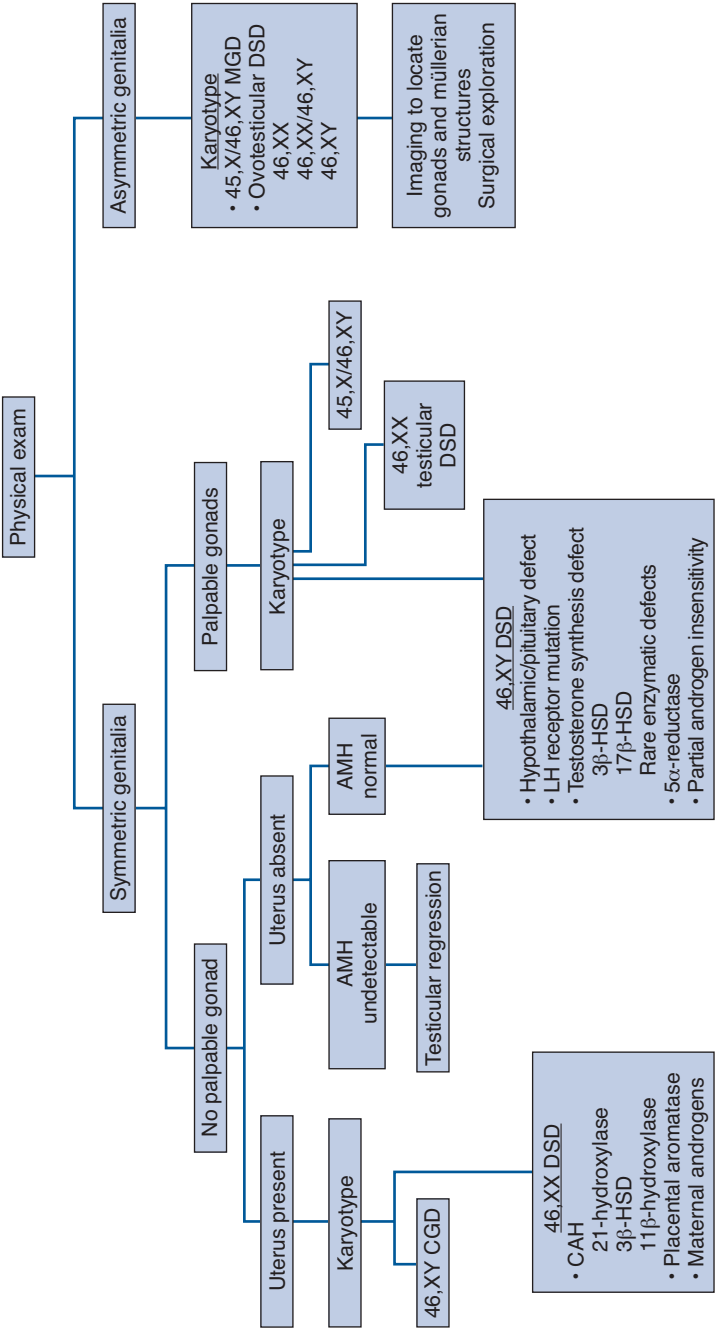 Physical exam
Symmetric genitalia
Asymmetric genitalia
No palpable gonad
Palpable gonads
Karyotype
• 45,X/46,XY MGD
• Ovotesticular DSD
46,XX
46,XX/46,XY
46,XY
Uterus present
Uterus absent
Karyotype
Imaging to locate
gonads and müllerian
structures
Surgical exploration
Karyotype
AMH
undetectable
AMH
normal
45,X/46,XY
46,XY CGD
Testicular regression
46,XX
testicular
DSD
46,XX DSD
• CAH
21-hydroxylase
3β-HSD
11β-hydroxylase
• Placental aromatase
• Maternal androgens
46,XY DSD
• Hypothalamic/pituitary defect
• LH receptor mutation
• Testosterone synthesis defect
3β-HSD
17β-HSD
Rare enzymatic defects
• 5α-reductase
• Partial androgen insensitivity